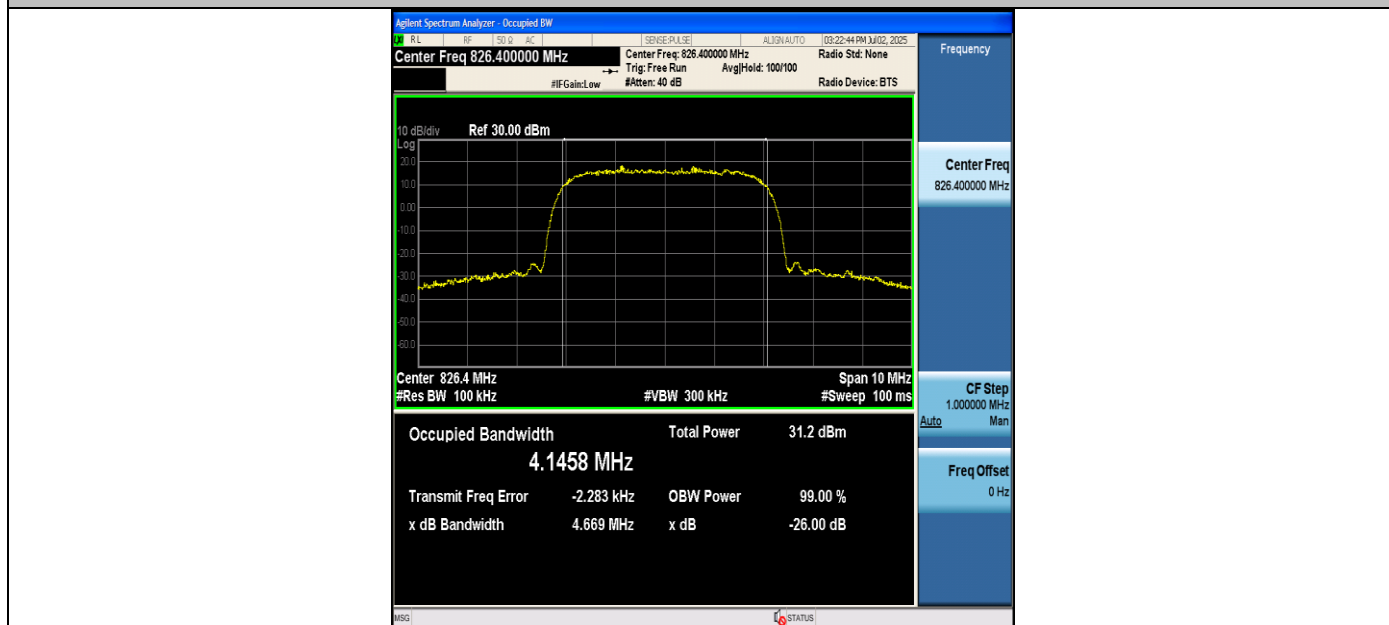 Agilent Spectrum Analyzer - Occupied BW
LXI RL RF 50 Ω AC SENSE:PULSE ALIGN AUTO 03:22:44 PM Jul 02, 2025
Center Freq 826.400000 MHz
Center Freq: 826.400000 MHz Radio Std: None
Trig: Free Run Avg|Hold: 100/100
#IFGain:Low #Atten: 40 dB Radio Device: BTS
Frequency
10 dB/div Ref 30.00 dBm
Log
20.0
10.0
0.00
-10.0
-20.0
-30.0
-40.0
-50.0
-60.0
Center Freq
826.400000 MHz
Center 826.4 MHz Span 10 MHz
#Res BW 100 kHz #VBW 300 kHz #Sweep 100 ms
CF Step
1.000000 MHz
Auto Man
Occupied Bandwidth Total Power 31.2 dBm
4.1458 MHz
Transmit Freq Error -2.283 kHz OBW Power 99.00 %
x dB Bandwidth 4.669 MHz x dB -26.00 dB
Freq Offset
0 Hz
MSG STATUS